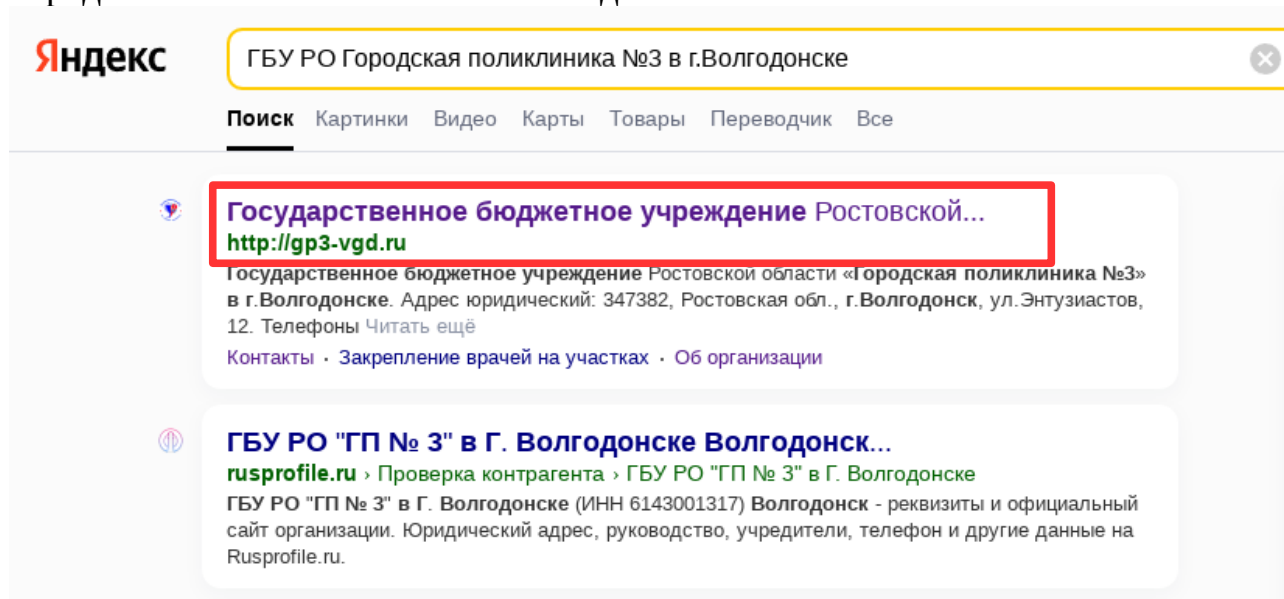 Яндекс
ГБУ РО Городская поликлиника №3 в г.Волгодонске
Поиск Картинки Видео Карты Товары Переводчик Все
Государственное бюджетное учреждение Ростовской...
http://gp3-vgd.ru
Государственное бюджетное учреждение Ростовской области «Городская поликлиника №3»
в г.Волгодонске. Адрес юридический: 347382, Ростовская обл., г.Волгодонск, ул.Энтузиастов,
12. Телефоны Читать ещё
Контакты · Закрепление врачей на участках · Об организации
ГБУ РО "ГП № 3" в Г. Волгодонске Волгодонск...
rusprofile.ru › Проверка контрагента › ГБУ РО "ГП № 3" в Г. Волгодонске
ГБУ РО "ГП № 3" в Г. Волгодонске (ИНН 6143001317) Волгодонск - реквизиты и официальный
сайт организации. Юридический адрес, руководство, учредители, телефон и другие данные на
Rusprofile.ru.